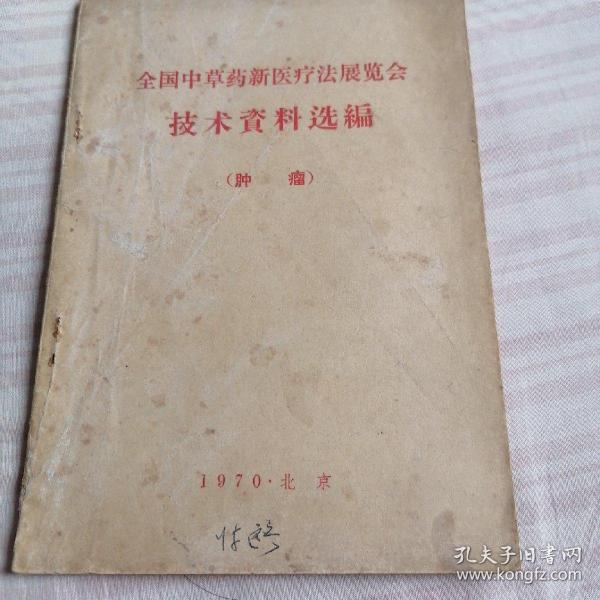 全国中草药新医疗法展览会
技术資料选編
（肿　瘤）
1970·北　京
孔夫子旧书网
www.kongfz.com